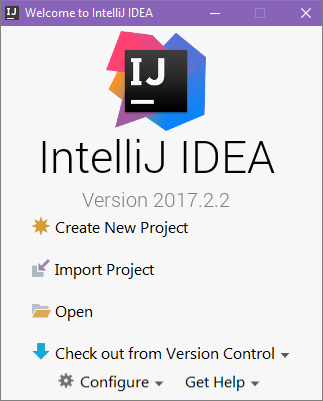 IJ Welcome to IntelliJ IDEA
IJ
IntelliJ IDEA
Version 2017.2.2
Create New Project
Import Project
Open
Check out from Version Control
Configure Get Help